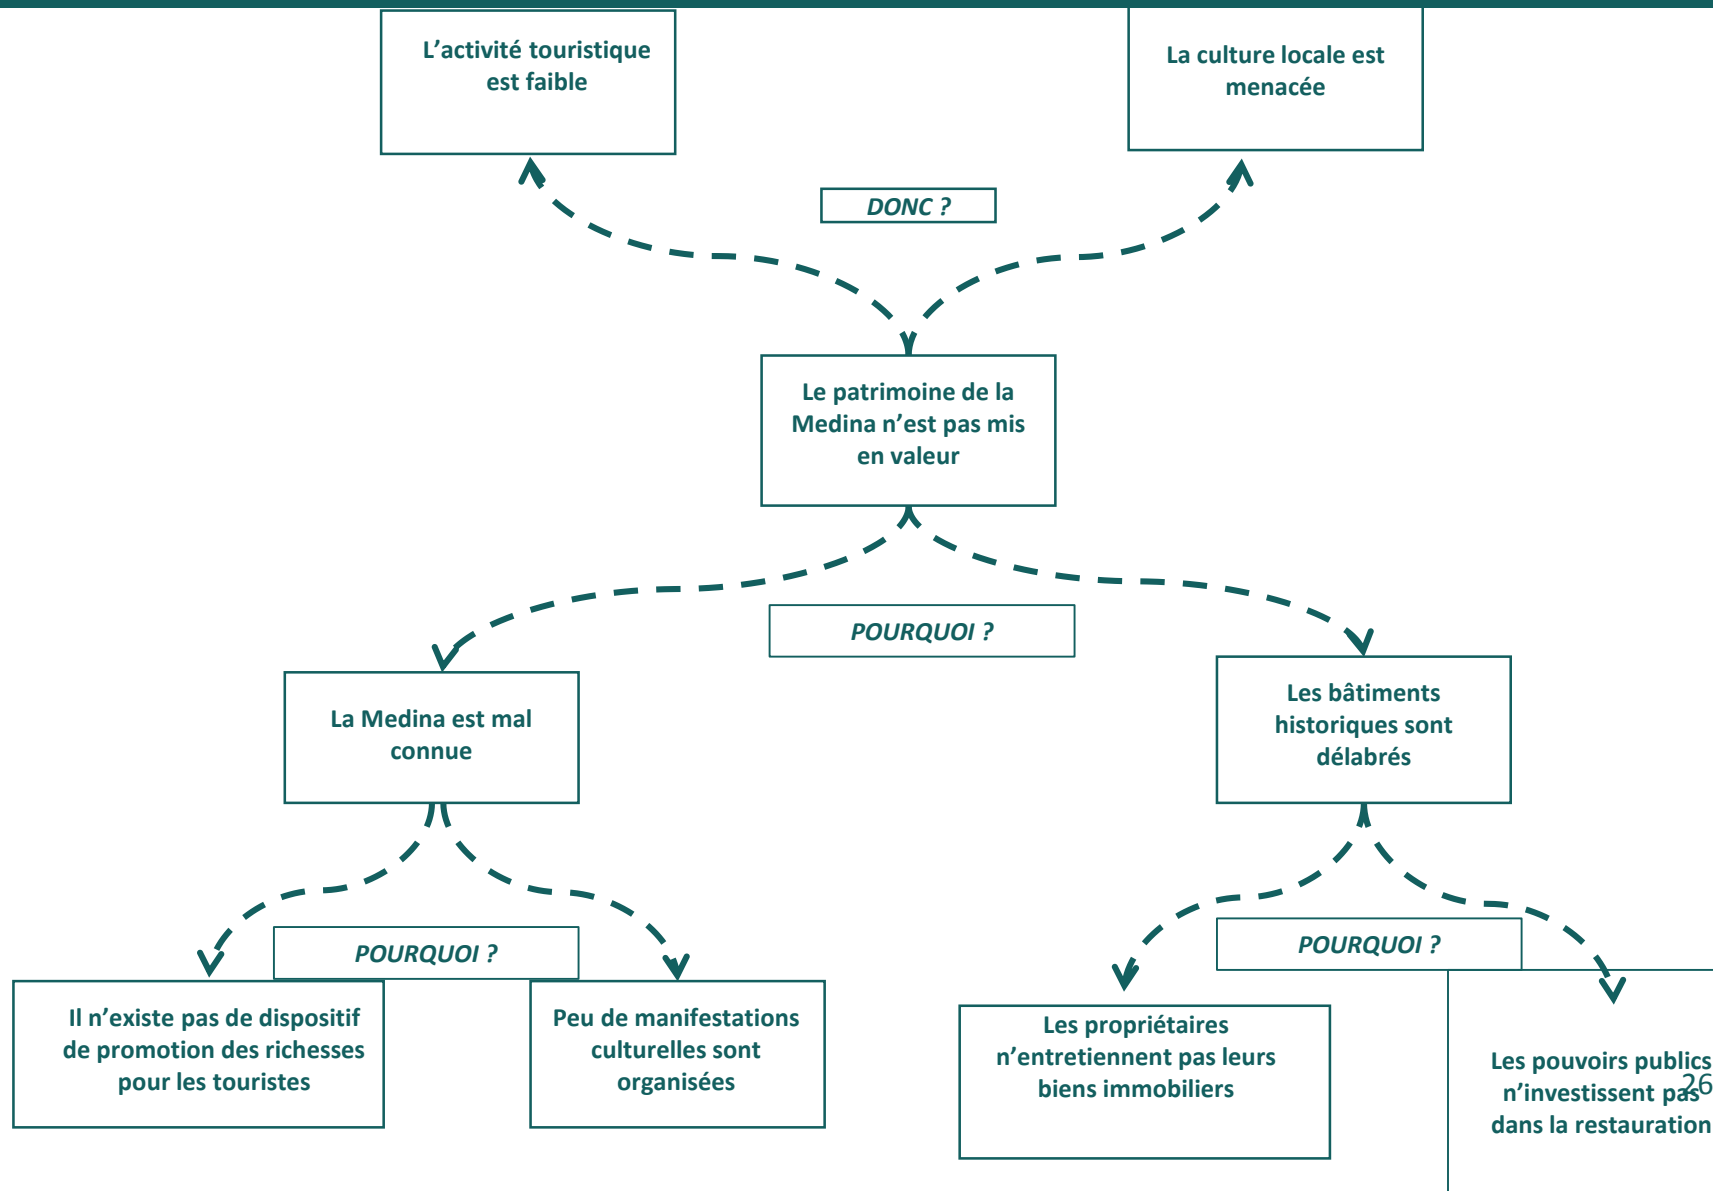 L’activité touristique
est faible
La culture locale est
menacée
DONC ?
Le patrimoine de la
Medina n’est pas mis
en valeur
POURQUOI ?
La Medina est mal
connue
Les bâtiments
historiques sont
délabrés
POURQUOI ?
POURQUOI ?
Il n’existe pas de dispositif
de promotion des richesses
pour les touristes
Peu de manifestations
culturelles sont
organisées
Les propriétaires
n’entretiennent pas leurs
biens immobiliers
Les pouvoirs publics
n’investissent pas
dans la restauration
26